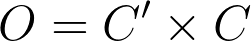 O = C′ × C